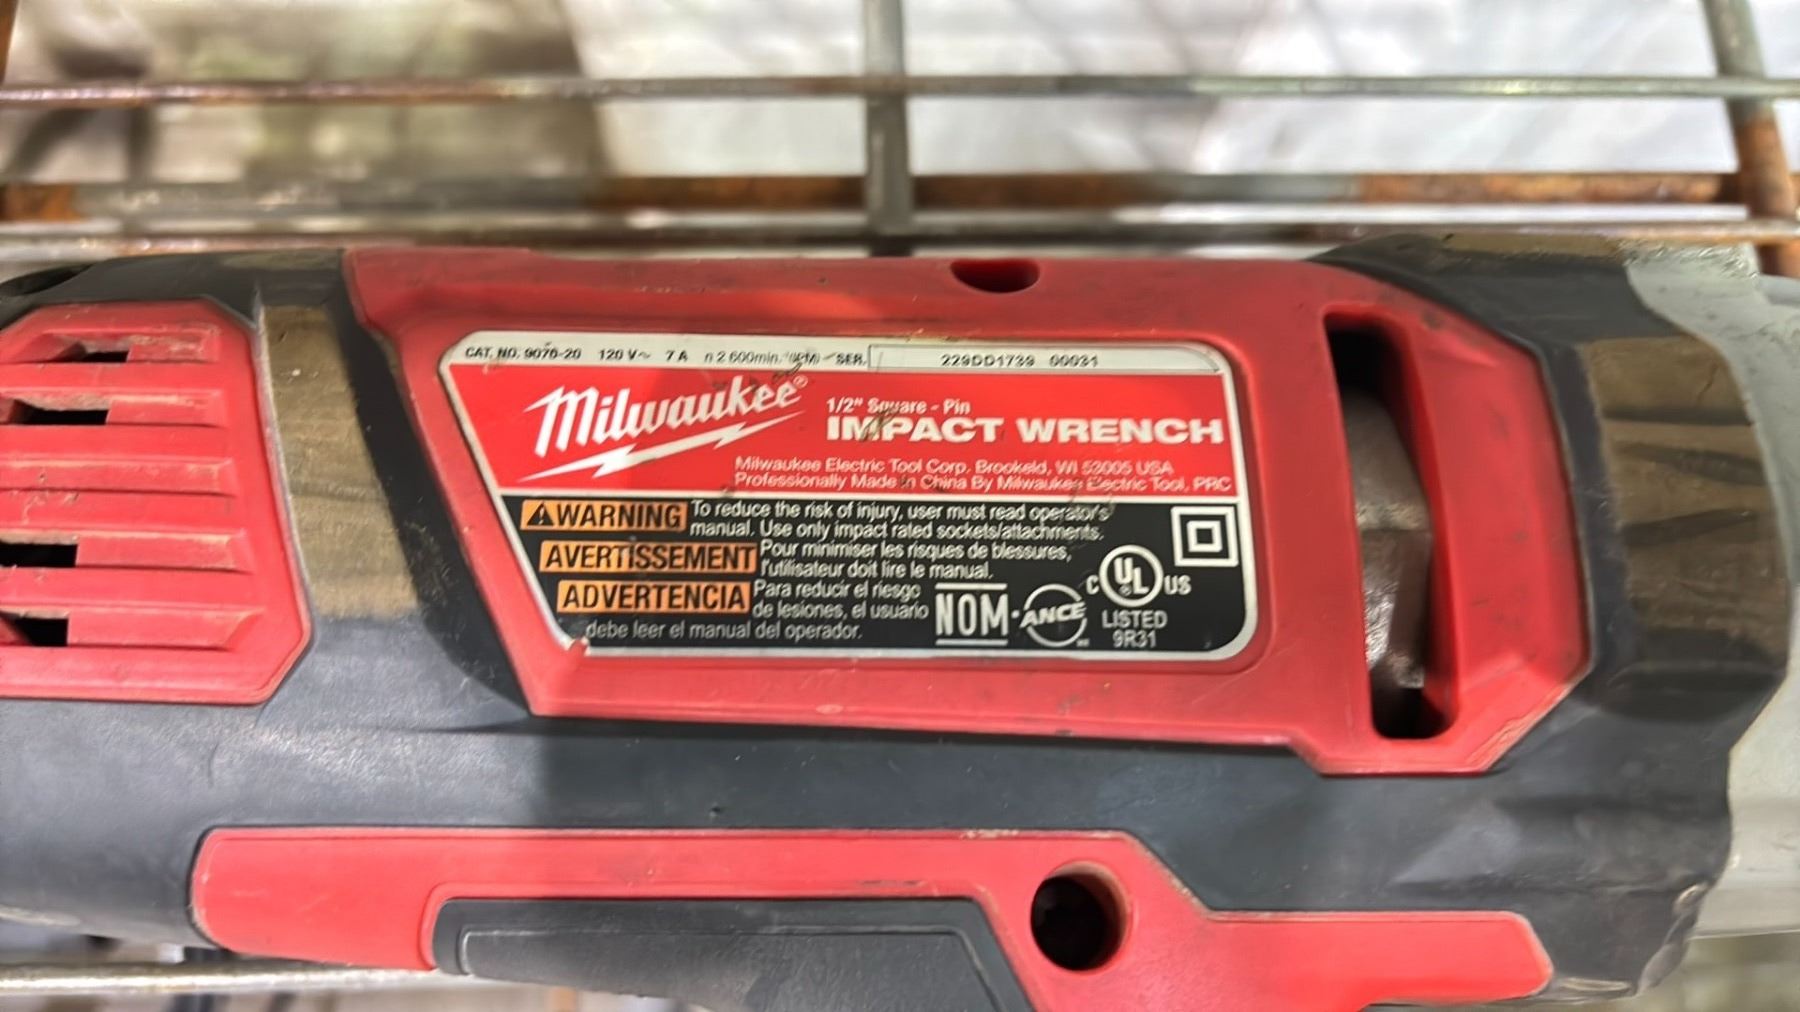 CAT. NO. 9070-20 120 V~ 7 A n 2 600min. SER. 229DD1739 00031
Milwaukee®
1/2" Square - Pin
IMPACT WRENCH
Milwaukee Electric Tool Corp. Brookeld, WI 53005 USA
Professionally Made In China By Milwaukee Electric Tool, PRC
WARNING To reduce the risk of injury, user must read operator's
manual. Use only impact rated sockets/attachments.
AVERTISSEMENT Pour minimiser les risques de blessures,
l'utilisateur doit lire le manual.
ADVERTENCIA Para reducir el riesgo
de lesiones, el usuario
debe leer el manual del operador.
NOM-ANCE
C UL® US
LISTED
9R31